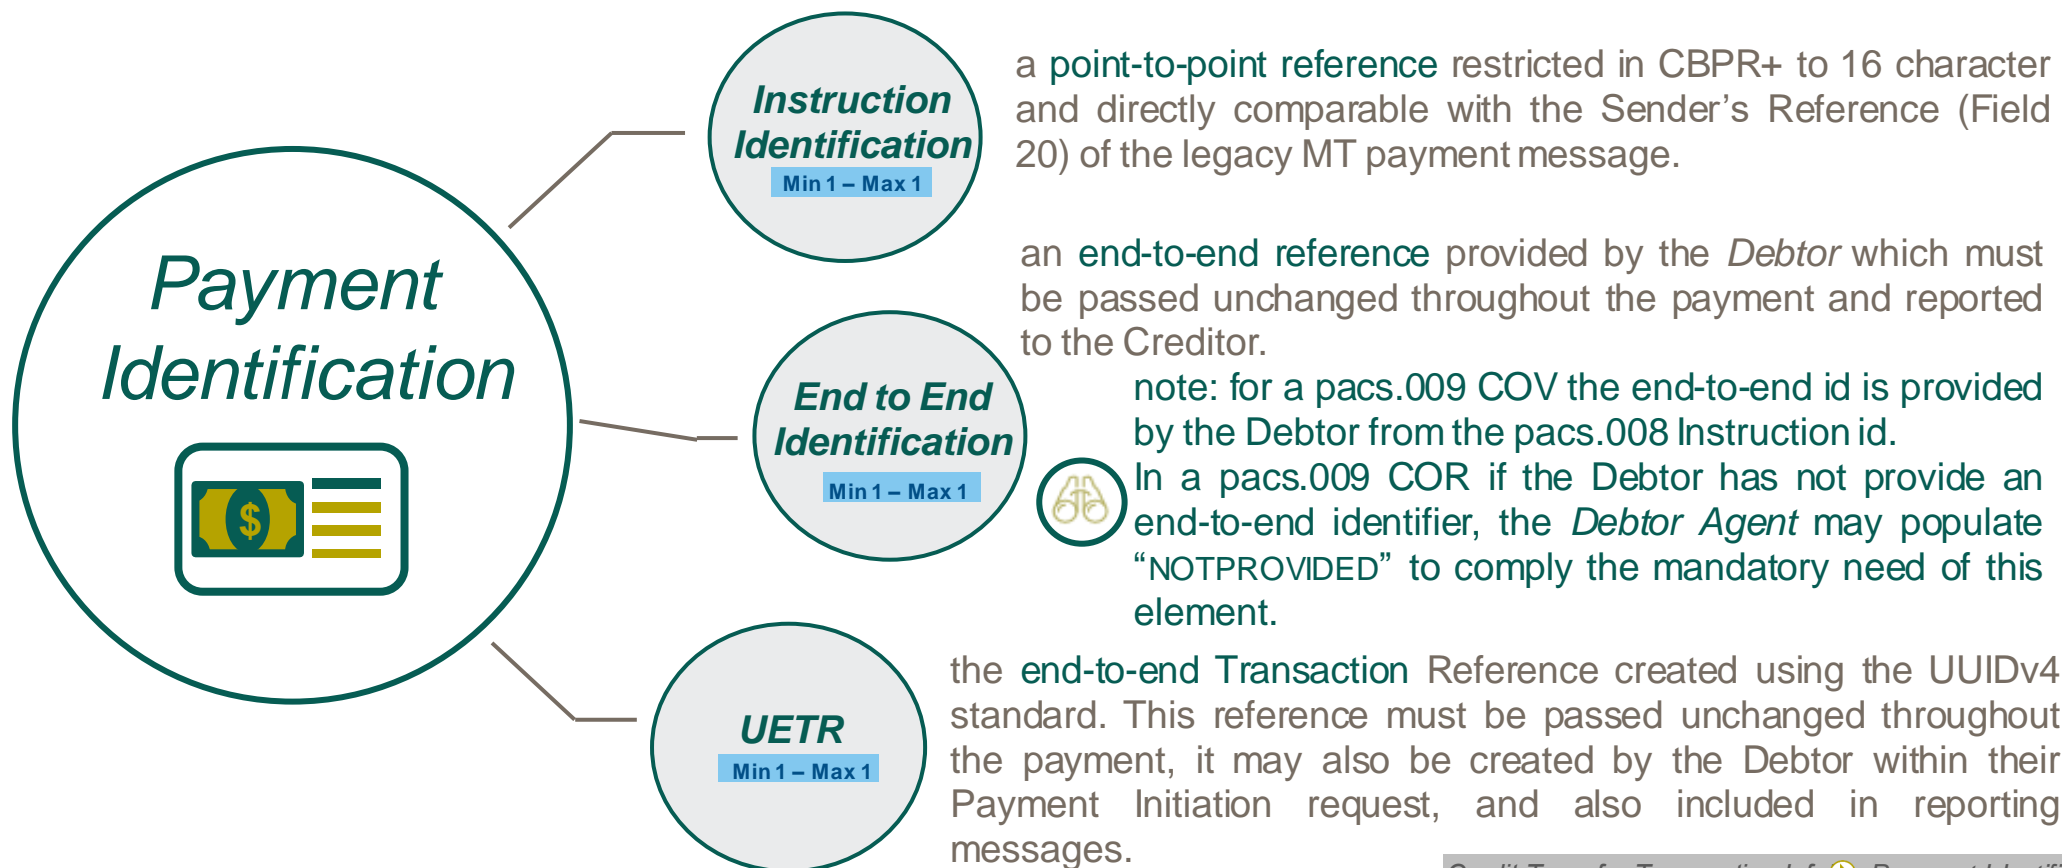 Payment
Identification
$
Instruction
Identification
Min 1 – Max 1
a point-to-point reference restricted in CBPR+ to 16 character
and directly comparable with the Sender’s Reference (Field
20) of the legacy MT payment message.
End to End
Identification
Min 1 – Max 1
an end-to-end reference provided by the Debtor which must
be passed unchanged throughout the payment and reported
to the Creditor.
note: for a pacs.009 COV the end-to-end id is provided
by the Debtor from the pacs.008 Instruction id.
In a pacs.009 COR if the Debtor has not provide an
end-to-end identifier, the Debtor Agent may populate
“NOTPROVIDED” to comply the mandatory need of this
element.
UETR
Min 1 – Max 1
the end-to-end Transaction Reference created using the UUIDv4
standard. This reference must be passed unchanged throughout
the payment, it may also be created by the Debtor within their
Payment Initiation request, and also included in reporting
messages.